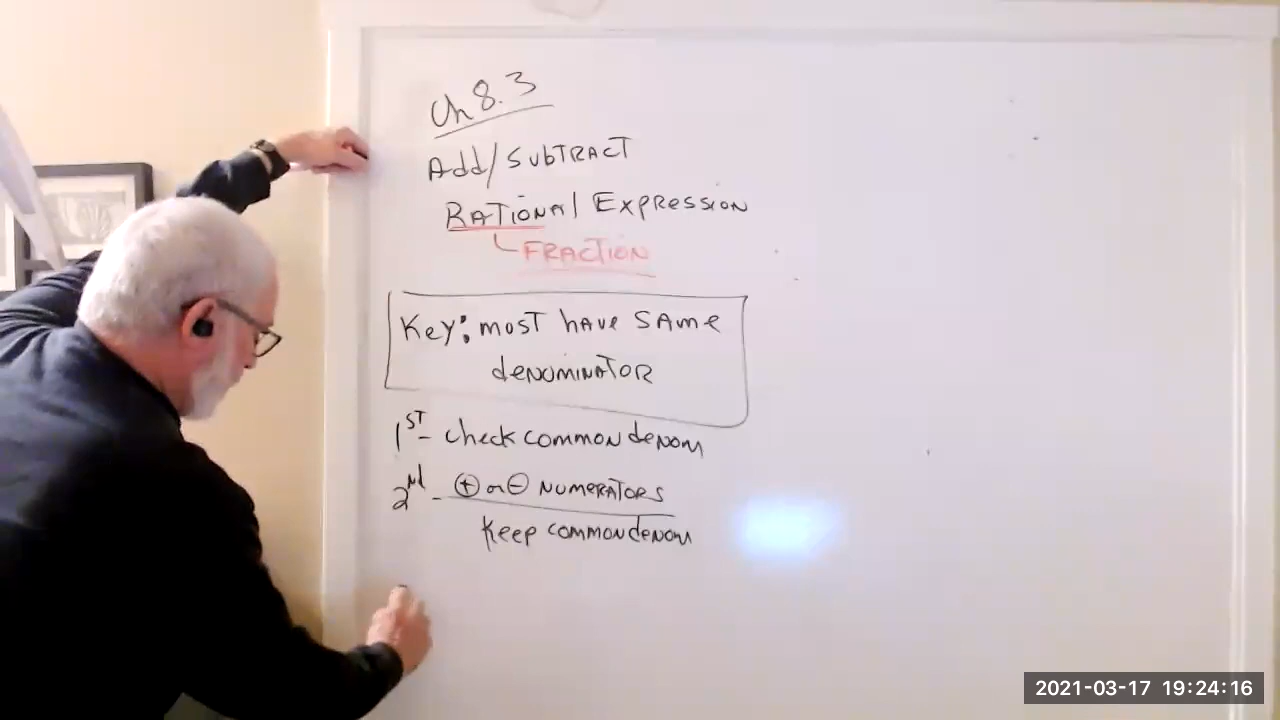 Ch 8.3
Add/SUbTRACT
RATIONAl ExpRessION
FRACTION
Key: must have SAme
deNOMINATOR
1ST - check common denom
2Nd - + or - NUMERATORS
Keep common denom
2021-03-17 19:24:16